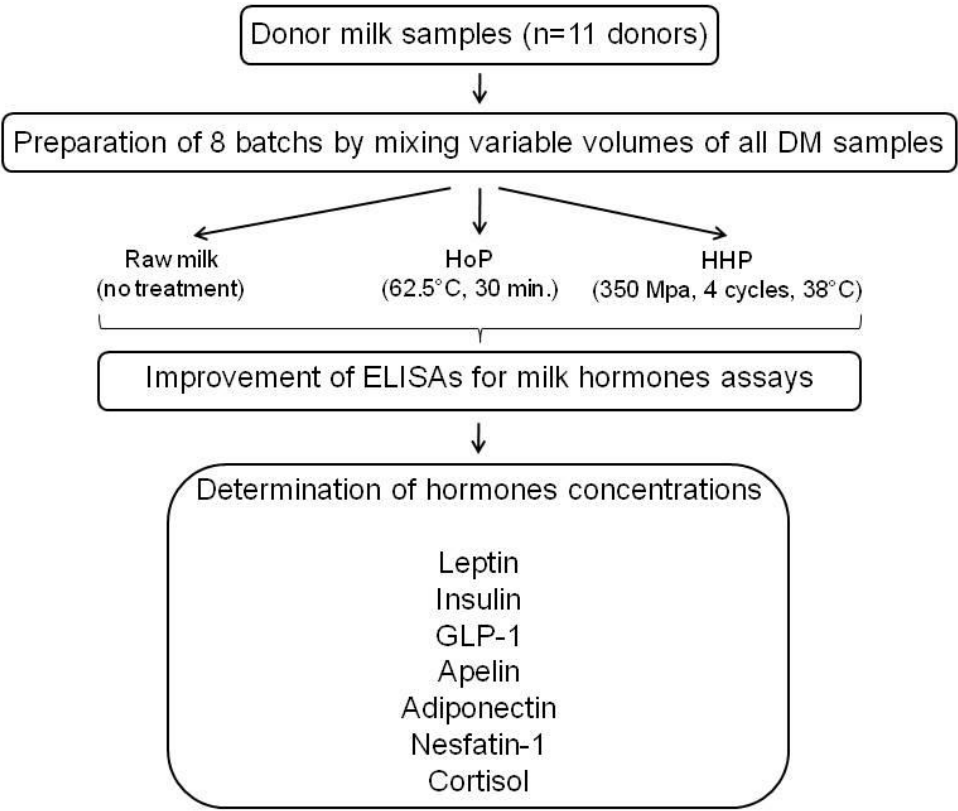 Donor milk samples (n=11 donors)
Preparation of 8 batchs by mixing variable volumes of all DM samples
Raw milk
(no treatment)
HoP
(62.5°C, 30 min.)
HHP
(350 Mpa, 4 cycles, 38°C)
Improvement of ELISAs for milk hormones assays
Determination of hormones concentrations
Leptin
Insulin
GLP-1
Apelin
Adiponectin
Nesfatin-1
Cortisol